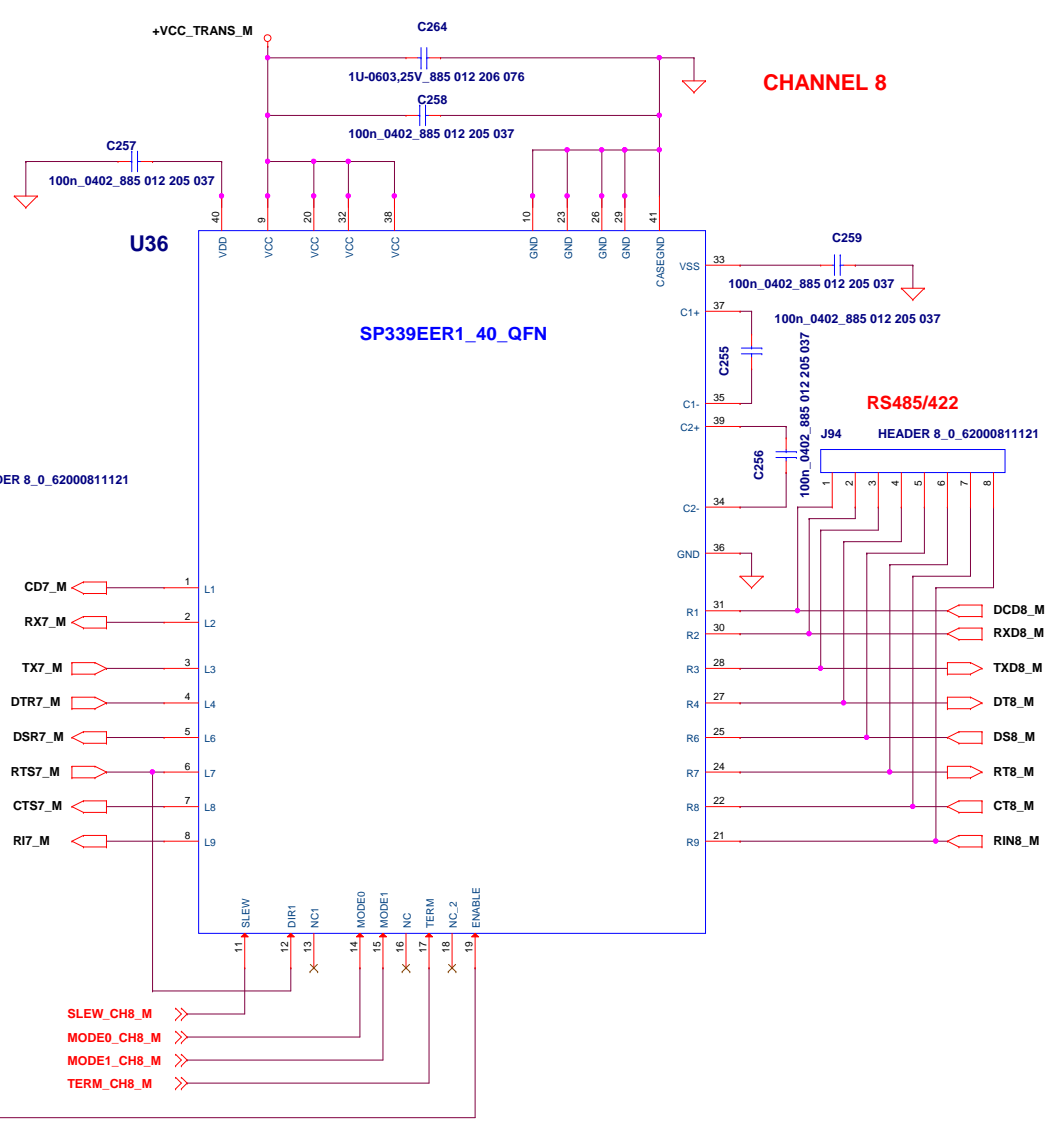 +VCC_TRANS_M
C264
1U-0603,25V_885 012 206 076
CHANNEL 8
C258
100n_0402_885 012 205 037
C257
100n_0402_885 012 205 037
40
9
20
32
38
10
23
26
29
41
U36
VDD
VCC
VCC
VCC
VCC
GND
GND
GND
GND
CASEGND
C259
VSS
33
100n_0402_885 012 205 037
C1+
37
100n_0402_885 012 205 037
SP339EER1_40_QFN
C255
100n_0402_885 012 205 037
C1-
35
RS485/422
C2+
39
J94
HEADER 8_0_62000811121
C256
1
2
3
4
5
6
7
8
DER 8_0_62000811121
C2-
34
GND
36
CD7_M
1
L1
R1
31
DCD8_M
RX7_M
2
L2
R2
30
RXD8_M
TX7_M
3
L3
R3
28
TXD8_M
DTR7_M
4
L4
R4
27
DT8_M
DSR7_M
5
L6
R6
25
DS8_M
RTS7_M
6
L7
R7
24
RT8_M
CTS7_M
7
L8
R8
22
CT8_M
RI7_M
8
L9
R9
21
RIN8_M
SLEW
DIR1
NC1
MODE0
MODE1
NC
TERM
NC_2
ENABLE
11
12
13
14
15
16
17
18
19
SLEW_CH8_M
MODE0_CH8_M
MODE1_CH8_M
TERM_CH8_M